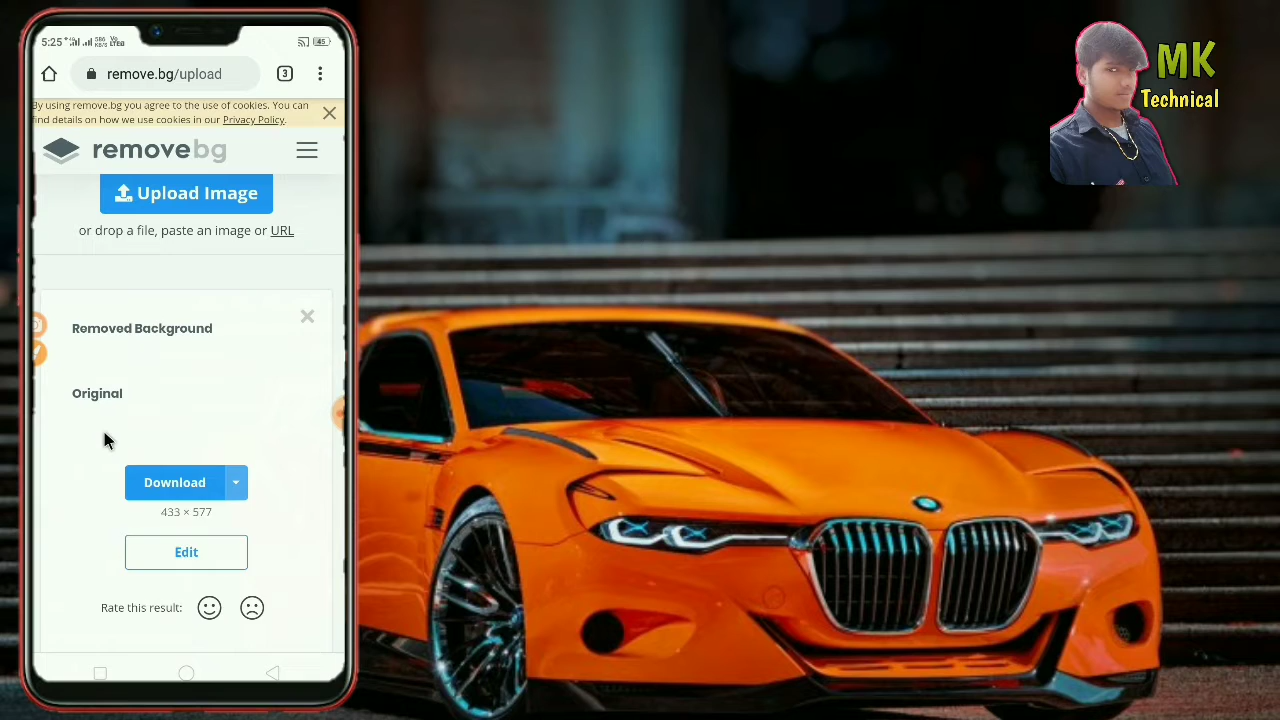 5:25
45
remove.bg/upload
3
By using remove.bg you agree to the use of cookies. You can
find details on how we use cookies in our Privacy Policy.
removebg
Upload Image
or drop a file, paste an image or URL
Removed Background
Original
Download
433 × 577
Edit
Rate this result:
MK
Technical